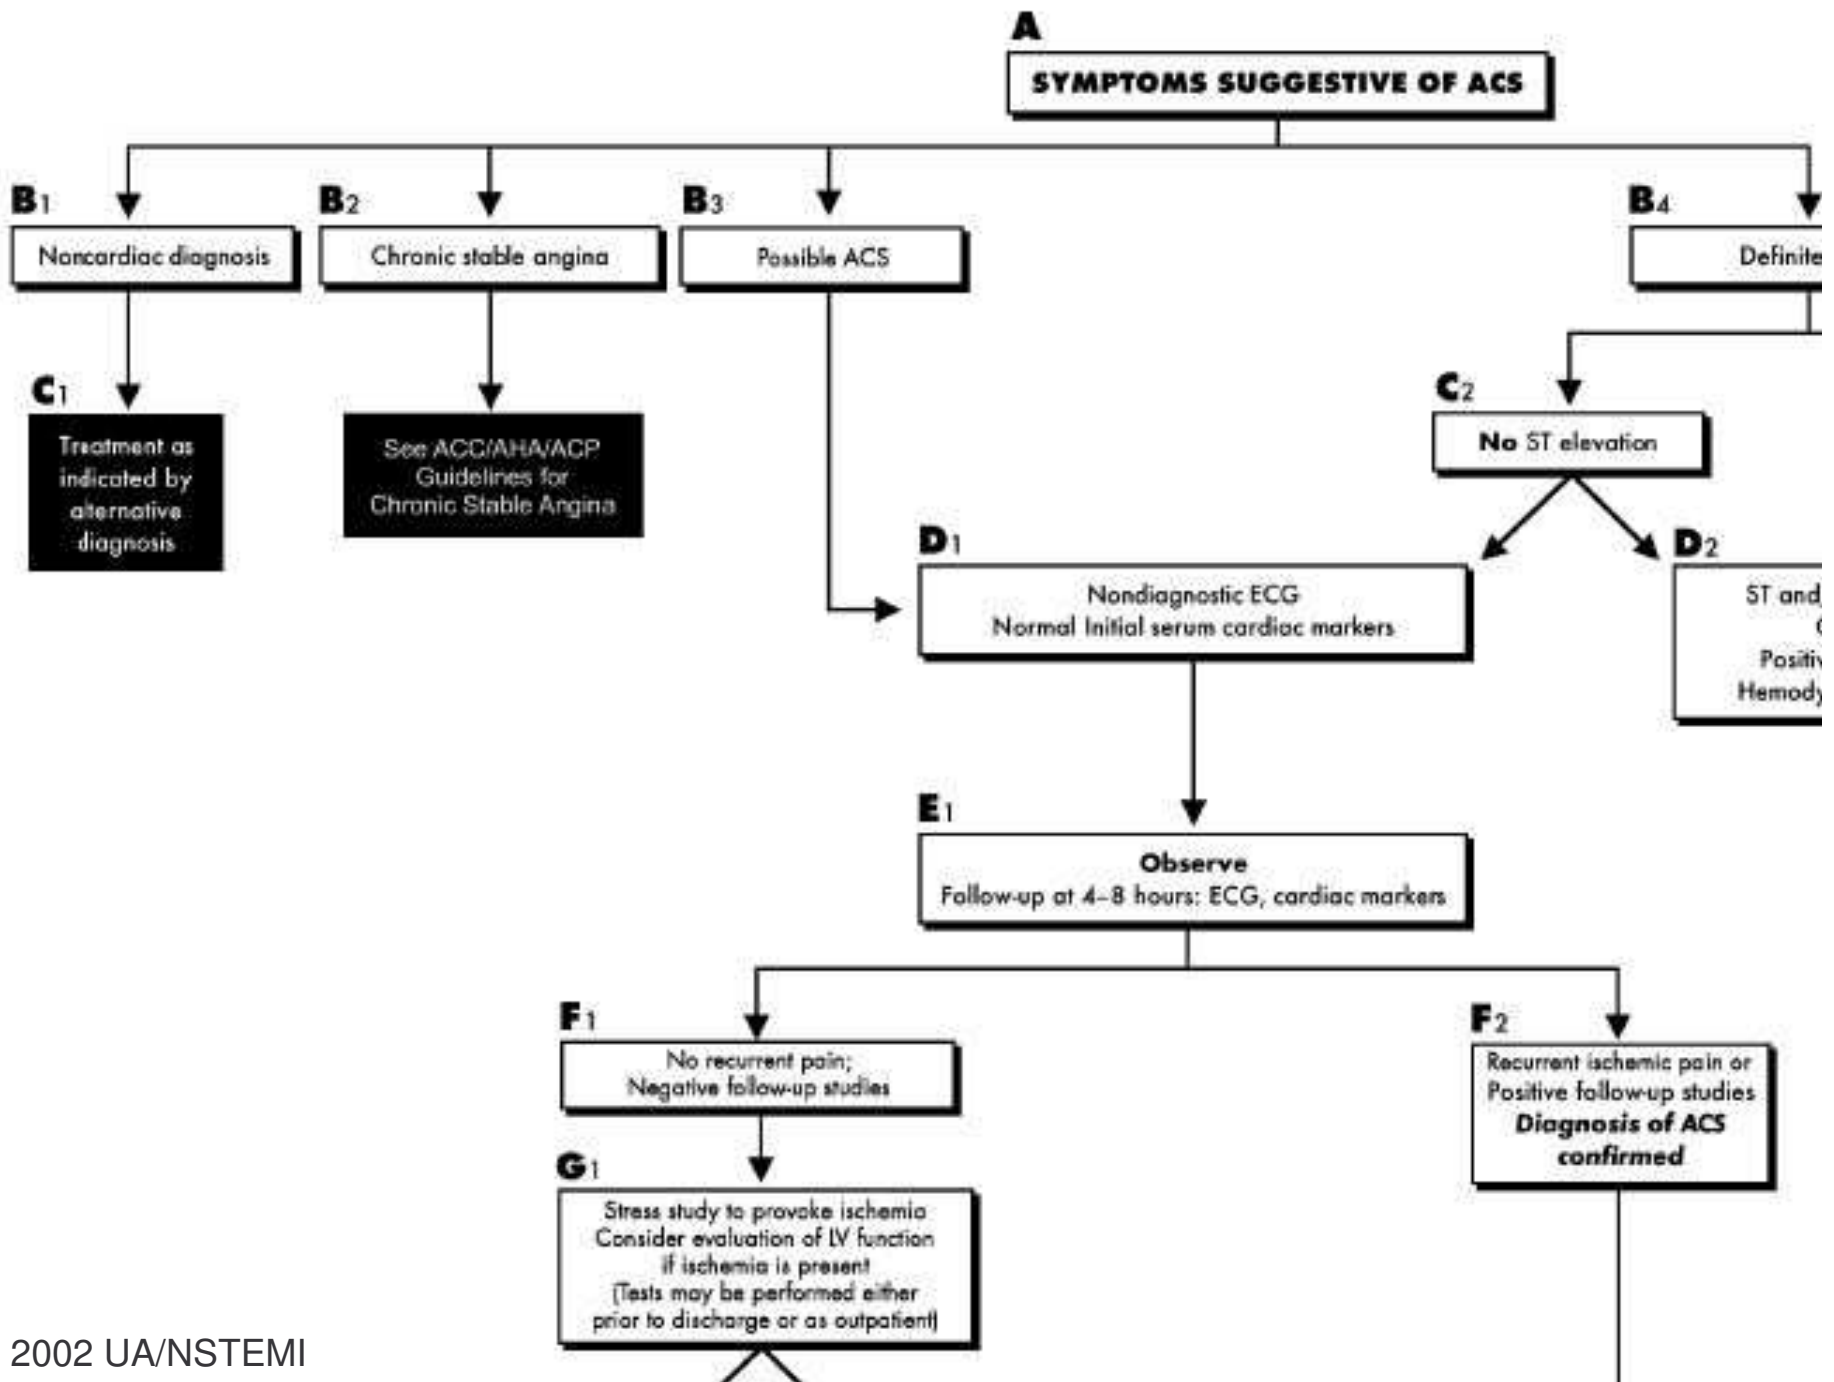 A
SYMPTOMS SUGGESTIVE OF ACS
B1
B2
B3
B4
Noncardiac diagnosis
Chronic stable angina
Possible ACS
Definite
C1
C2
Treatment as
indicated by
alternative
diagnosis
See ACC/AHA/ACP
Guidelines for
Chronic Stable Angina
No ST elevation
D1
D2
Nondiagnostic ECG
Normal Initial serum cardiac markers
ST and
Positiv
Hemody
E1
Observe
Follow-up at 4–8 hours: ECG, cardiac markers
F1
F2
No recurrent pain;
Negative follow-up studies
Recurrent ischemic pain or
Positive follow-up studies
Diagnosis of ACS
confirmed
G1
Stress study to provoke ischemia
Consider evaluation of LV function
if ischemia is present
(Tests may be performed either
prior to discharge or as outpatient)
2002 UA/NSTEMI